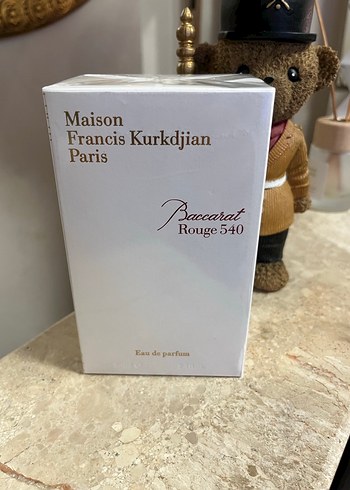 Maison
Francis Kurkdjian
Paris
Baccarat
Rouge 540
Eau de parfum